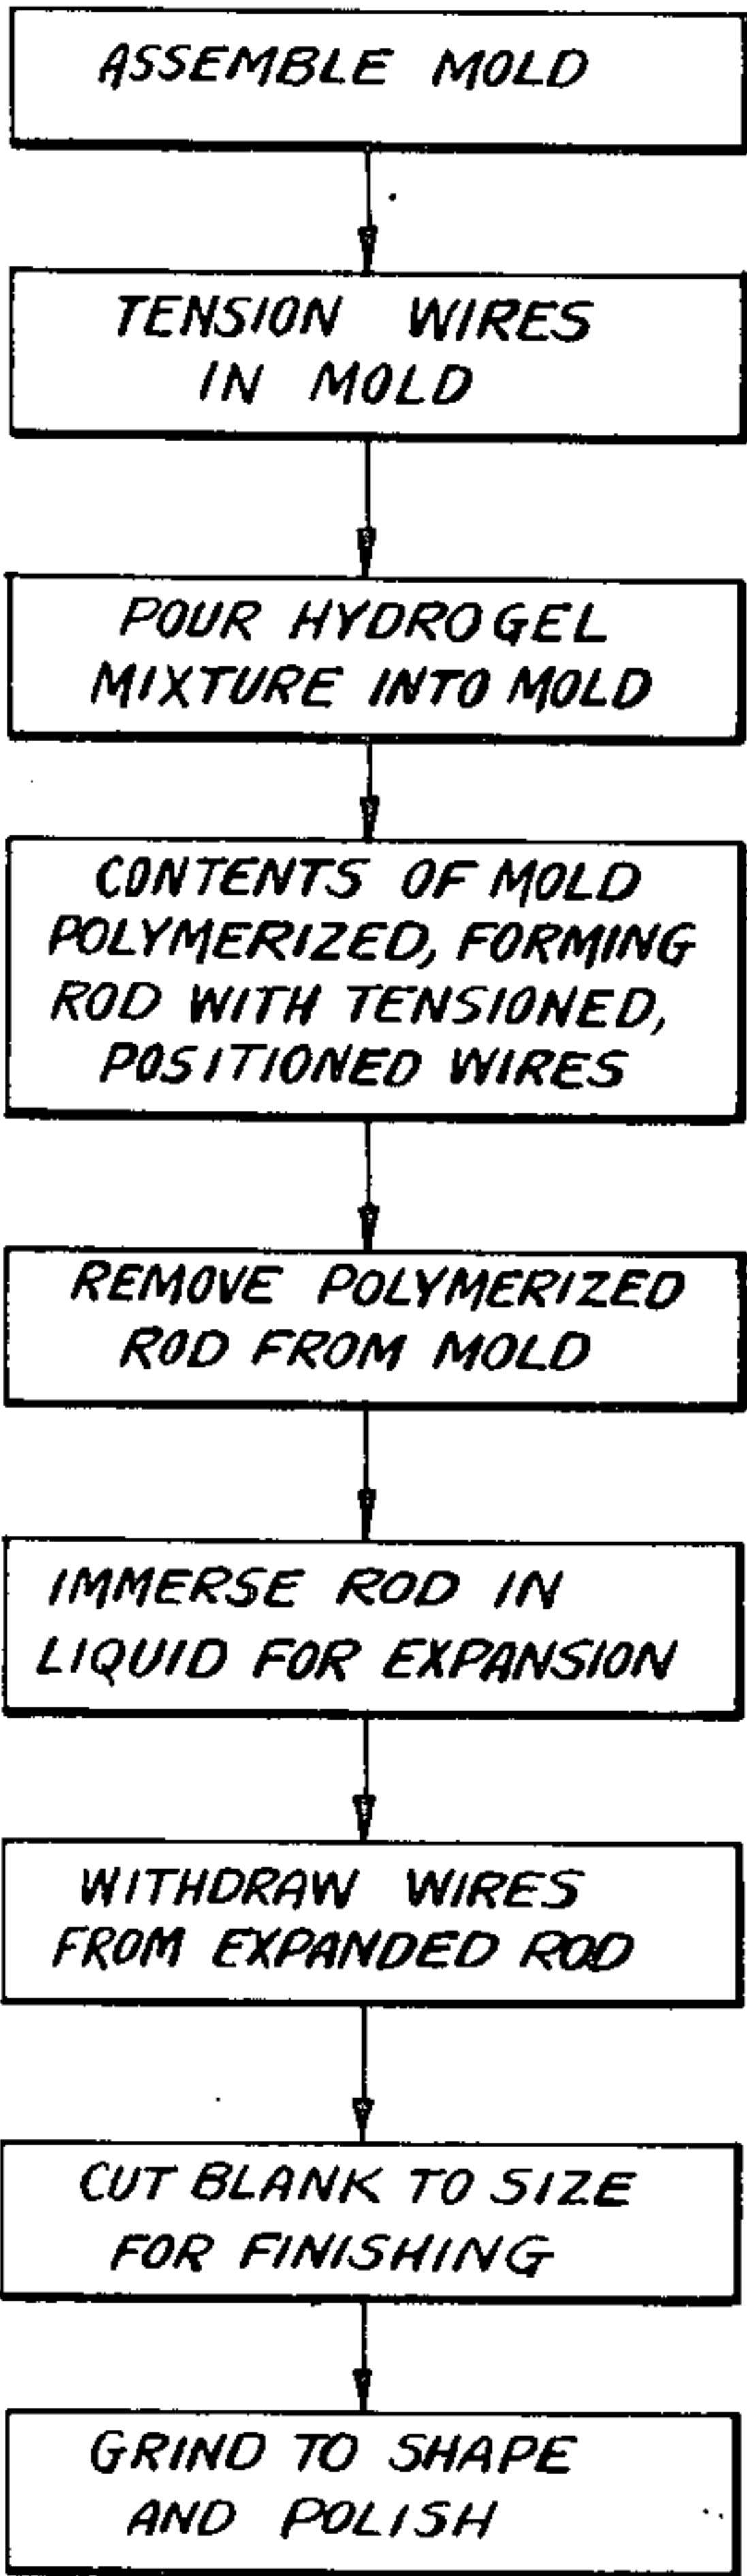 ASSEMBLE MOLD
TENSION WIRES
IN MOLD
POUR HYDROGEL
MIXTURE INTO MOLD
CONTENTS OF MOLD
POLYMERIZED, FORMING
ROD WITH TENSIONED,
POSITIONED WIRES
REMOVE POLYMERIZED
ROD FROM MOLD
IMMERSE ROD IN
LIQUID FOR EXPANSION
WITHDRAW WIRES
FROM EXPANDED ROD
CUT BLANK TO SIZE
FOR FINISHING
GRIND TO SHAPE
AND POLISH